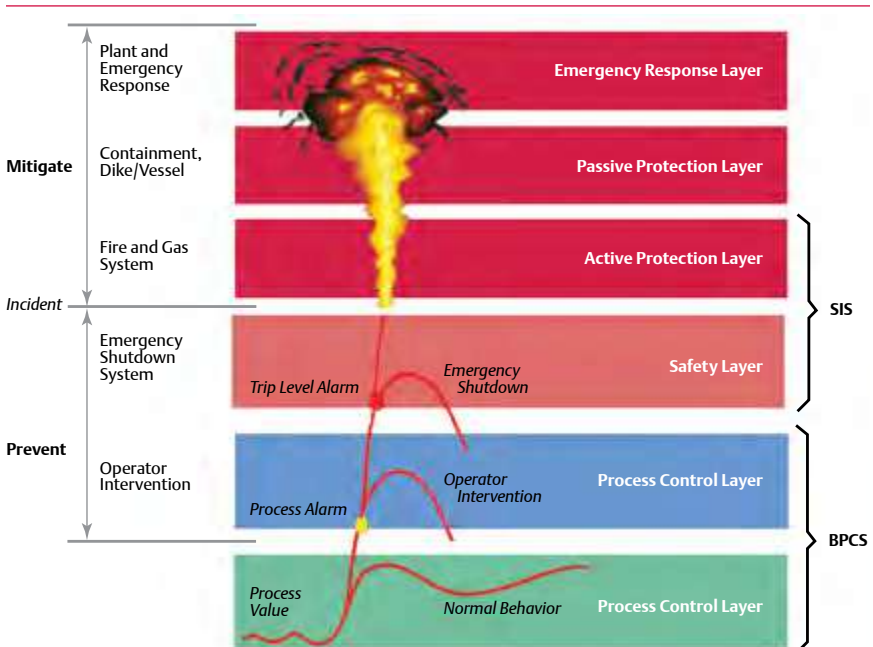 Plant and
Emergency
Response
Emergency Response Layer
Mitigate
Containment,
Dike/Vessel
Passive Protection Layer
Fire and Gas
System
Active Protection Layer
Incident
SIS
Emergency
Shutdown
System
Trip Level Alarm
Emergency
Shutdown
Safety Layer
Prevent
Operator
Intervention
Process Alarm
Operator
Intervention
Process Control Layer
BPCS
Process
Value
Normal Behavior
Process Control Layer